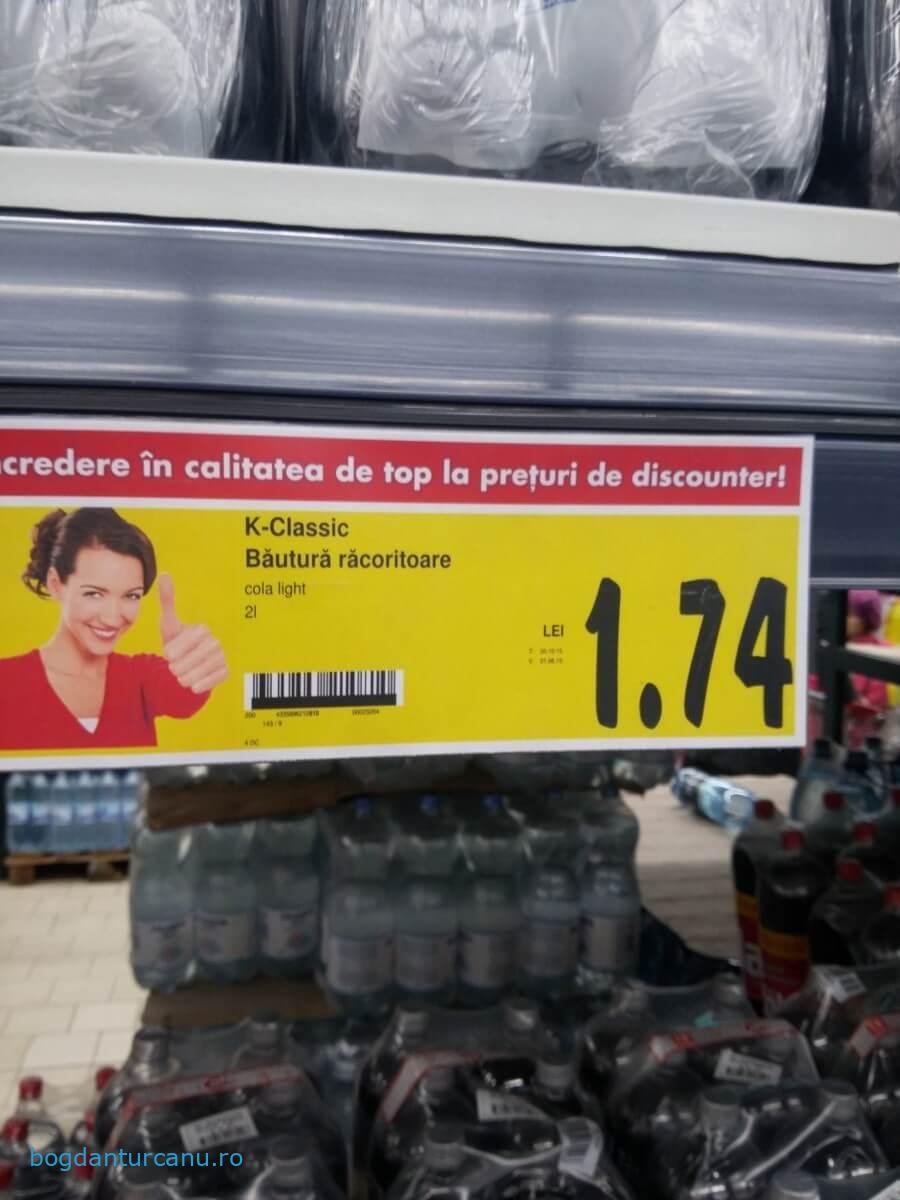 credere în calitatea de top la prețuri de discounter!
K-Classic
Băutură răcoritoare
cola light
2l
LEI
1.74
bogdanturcanu.ro